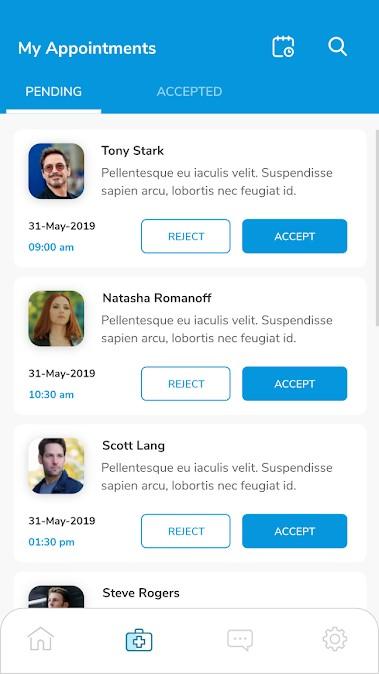 My Appointments
PENDING
ACCEPTED
Tony Stark
Pellentesque eu iaculis velit. Suspendisse
sapien arcu, lobortis nec feugiat id.
31-May-2019
09:00 am
REJECT
ACCEPT
Natasha Romanoff
Pellentesque eu iaculis velit. Suspendisse
sapien arcu, lobortis nec feugiat id.
31-May-2019
10:30 am
REJECT
ACCEPT
Scott Lang
Pellentesque eu iaculis velit. Suspendisse
sapien arcu, lobortis nec feugiat id.
31-May-2019
01:30 pm
REJECT
ACCEPT
Steve Rogers